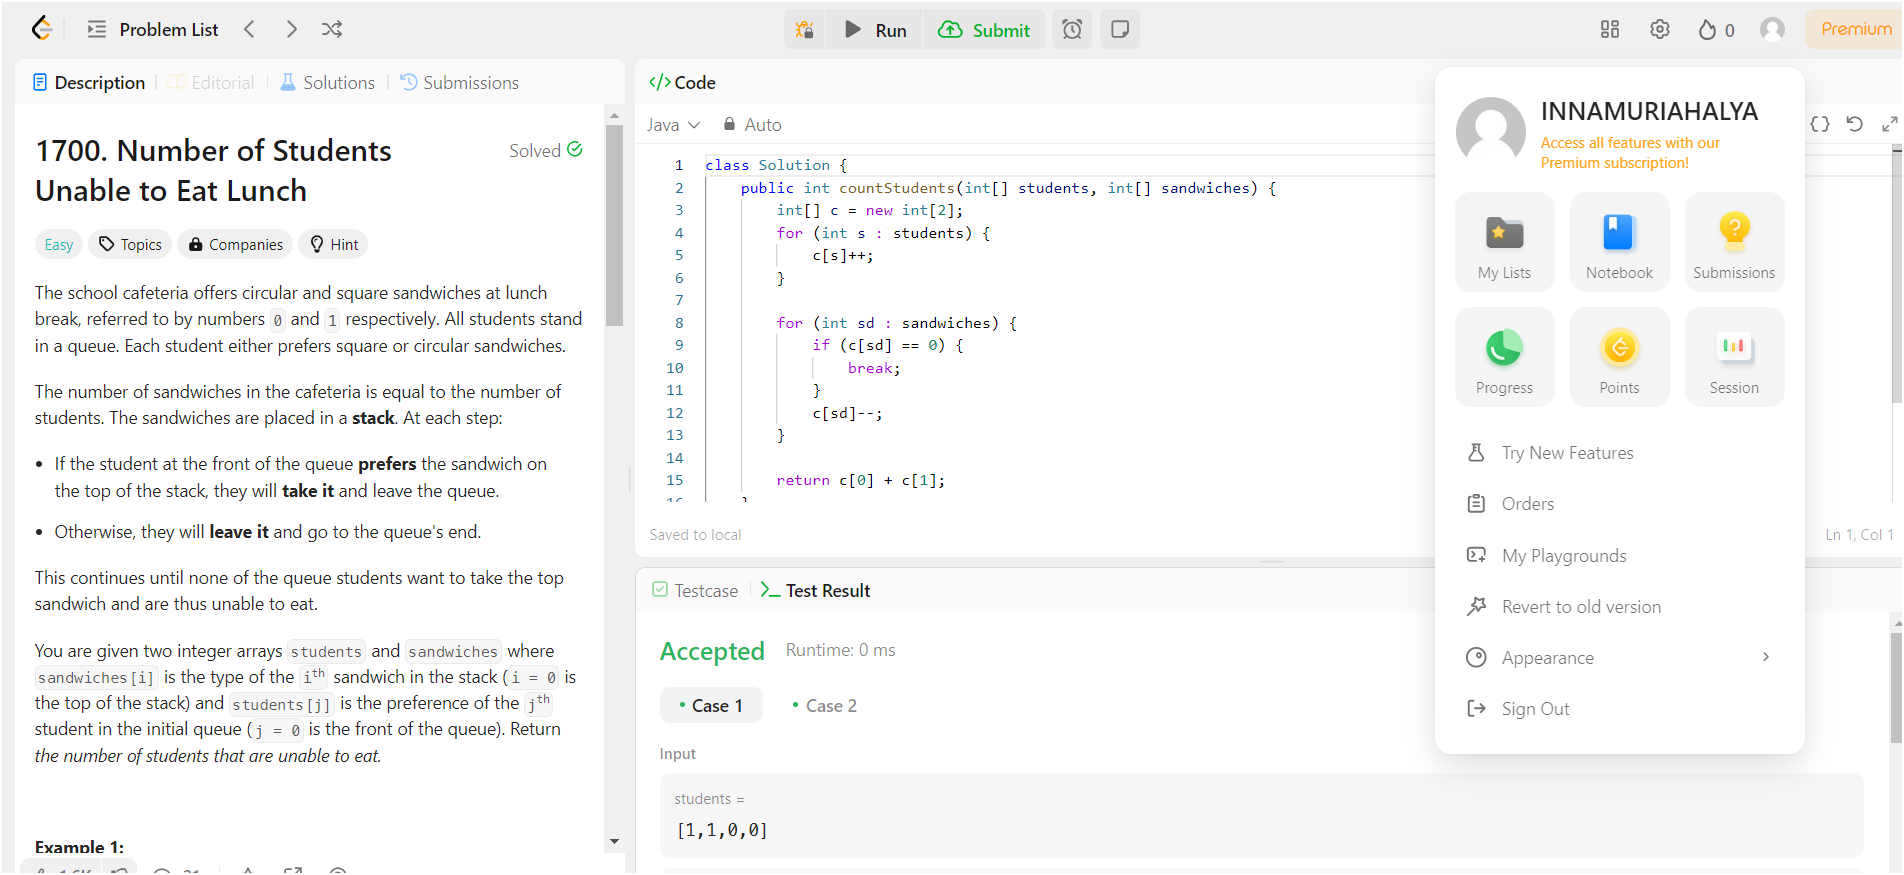 Problem List
Run
Submit
0
Premium
Description
Editorial
Solutions
Submissions
1700. Number of Students
Unable to Eat Lunch
Solved
Easy
Topics
Companies
Hint
The school cafeteria offers circular and square sandwiches at lunch
break, referred to by numbers 0 and 1 respectively. All students stand
in a queue. Each student either prefers square or circular sandwiches.
The number of sandwiches in the cafeteria is equal to the number of
students. The sandwiches are placed in a stack. At each step:
• If the student at the front of the queue prefers the sandwich on
the top of the stack, they will take it and leave the queue.
• Otherwise, they will leave it and go to the queue's end.
This continues until none of the queue students want to take the top
sandwich and are thus unable to eat.
You are given two integer arrays students and sandwiches where
sandwiches[i] is the type of the ith sandwich in the stack (i = 0 is
the top of the stack) and students[j] is the preference of the jth
student in the initial queue (j = 0 is the front of the queue). Return
the number of students that are unable to eat.
Example 1:
</> Code
Java
Auto
1 class Solution {
2 public int countStudents(int[] students, int[] sandwiches) {
3 int[] c = new int[2];
4 for (int s : students) {
5 c[s]++;
6 }
7
8 for (int sd : sandwiches) {
9 if (c[sd] == 0) {
10 break;
11 }
12 c[sd]--;
13 }
14
15 return c[0] + c[1];
Saved to local
Ln 1, Col 1
Testcase
Test Result
Accepted
Runtime: 0 ms
• Case 1
• Case 2
Input
students =
[1,1,0,0]
INNAMURIAHALYA
Access all features with our
Premium subscription!
My Lists
Notebook
Submissions
Progress
Points
Session
Try New Features
Orders
My Playgrounds
Revert to old version
Appearance
Sign Out